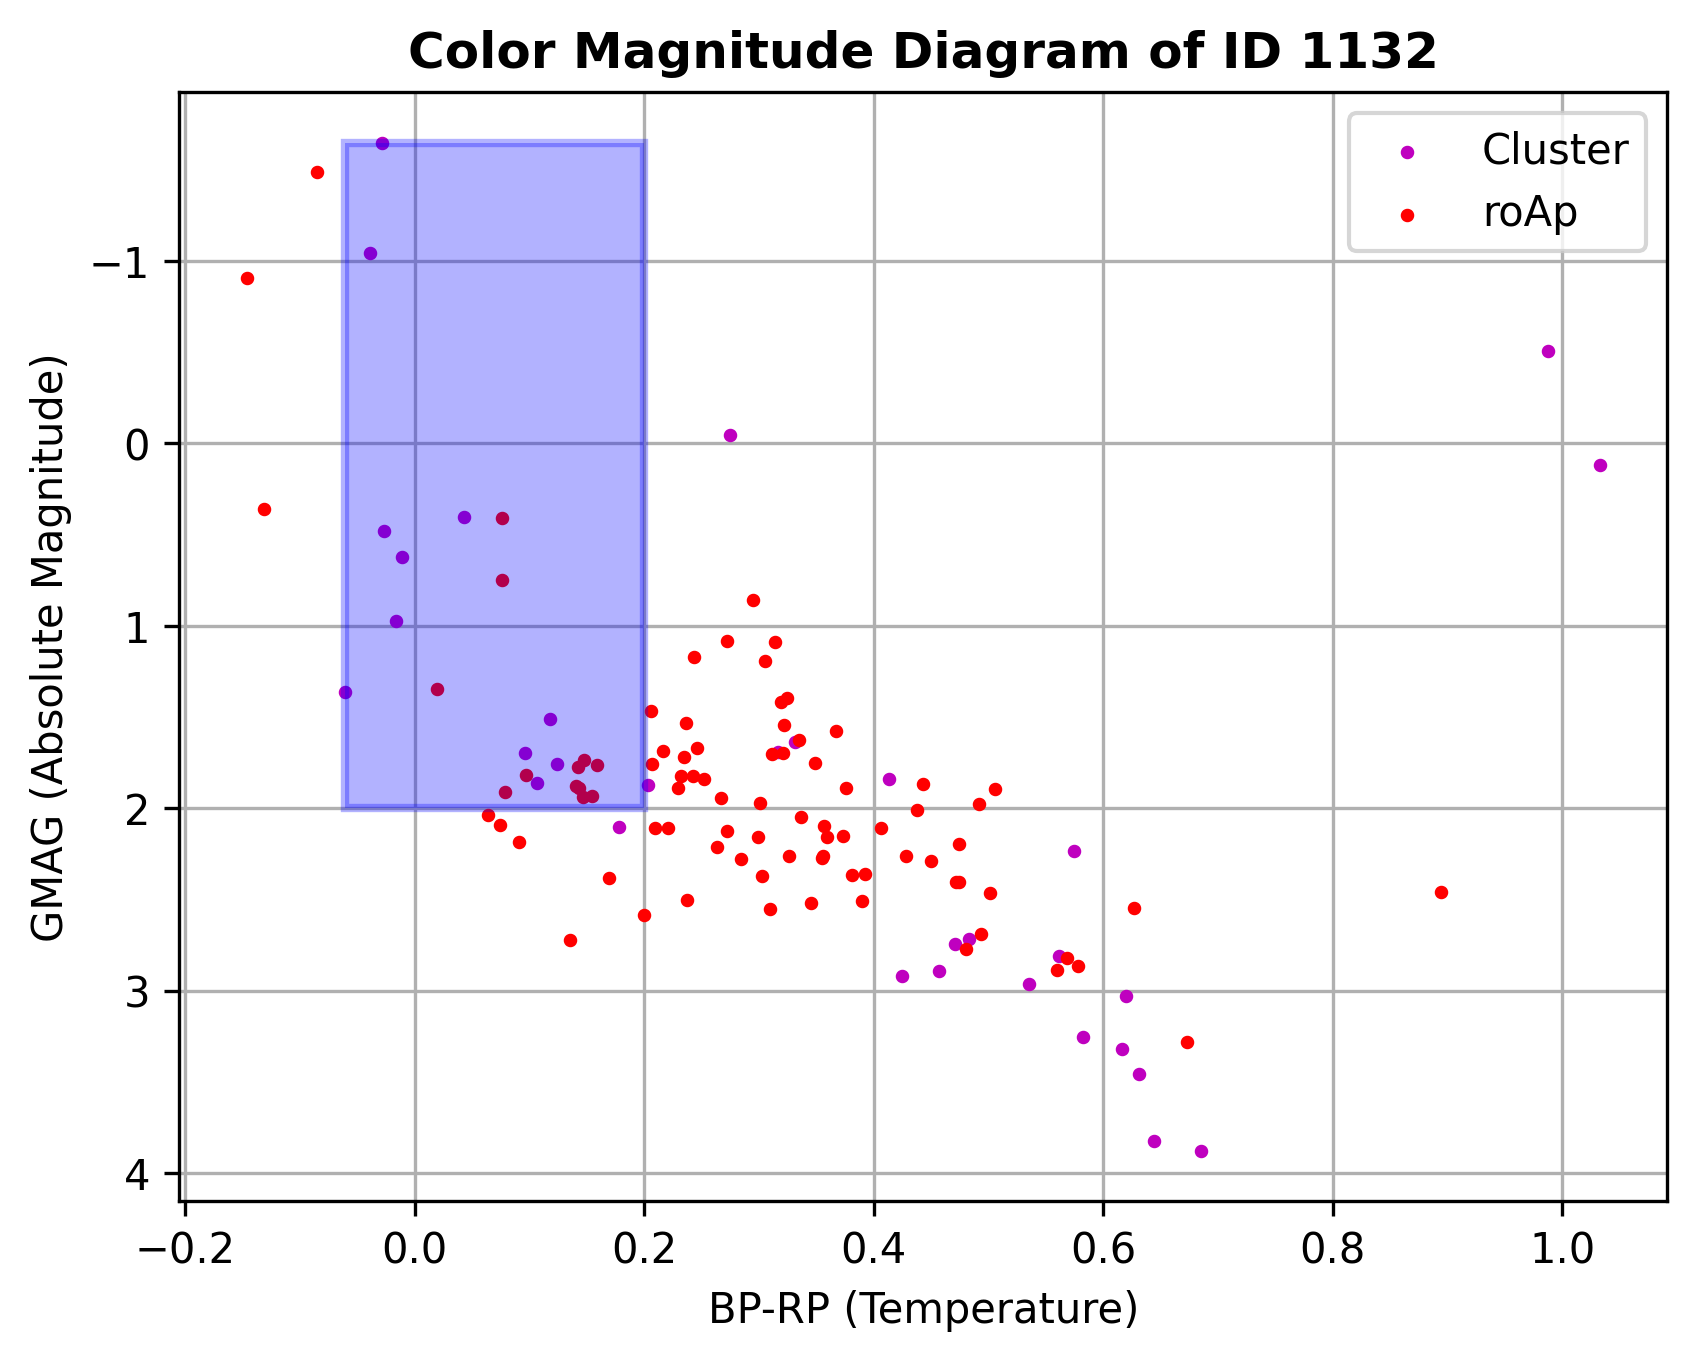 Color Magnitude Diagram of ID 1132
Cluster
roAp
GMAG (Absolute Magnitude)
−1
0
1
2
3
4
−0.2 0.0 0.2 0.4 0.6 0.8 1.0
BP-RP (Temperature)